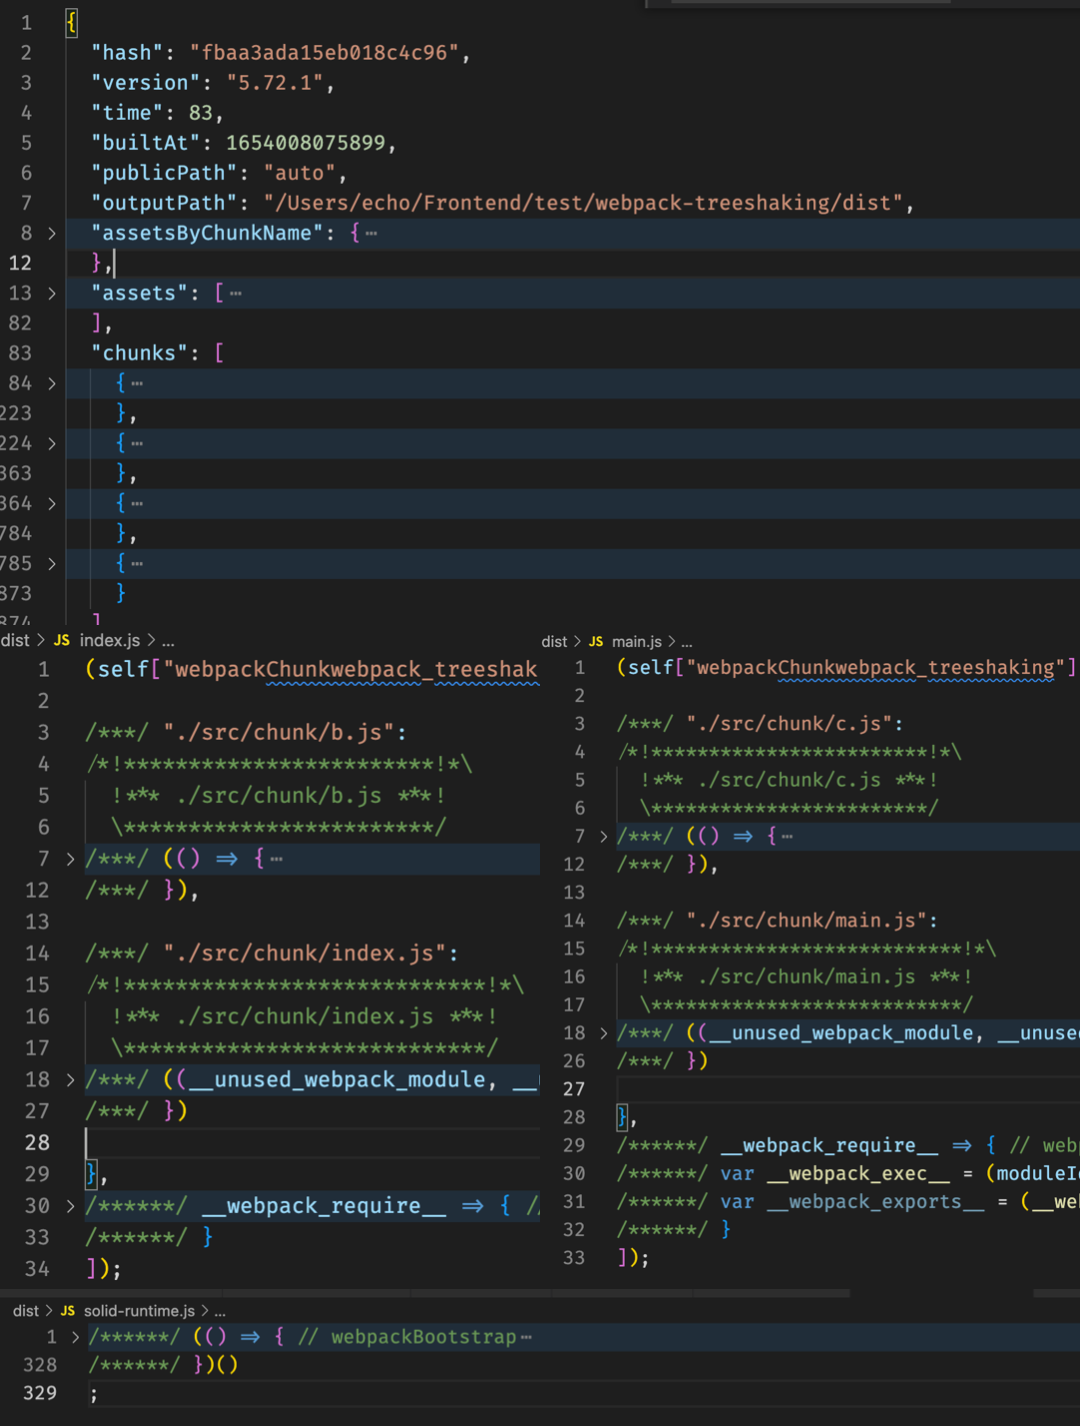 1 {
2 "hash": "fbaa3ada15eb018c4c96",
3 "version": "5.72.1",
4 "time": 83,
5 "builtAt": 1654008075899,
6 "publicPath": "auto",
7 "outputPath": "/Users/echo/Frontend/test/webpack-treeshaking/dist",
8 > "assetsByChunkName": { ⋯
12 },
13 > "assets": [ ⋯
82 ],
83 "chunks": [
84 > { ⋯
223 },
224 > { ⋯
363 },
364 > { ⋯
784 },
785 > { ⋯
873 }
874 ]
dist > JS index.js > ...
1 (self["webpackChunkwebpack_treeshak
2
3 /***/ "./src/chunk/b.js":
4 /*!************************!*\
5 !*** ./src/chunk/b.js ***!
6 \************************/
7 > /***/ (() => { ⋯
12 /***/ }),
13
14 /***/ "./src/chunk/index.js":
15 /*!****************************!*\
16 !*** ./src/chunk/index.js ***!
17 \****************************/
18 > /***/ ((__unused_webpack_module, __
27 /***/ })
28
29 },
30 > /******/ __webpack_require__ => { /
33 /******/ }
34 ]);
dist > JS main.js > ...
1 (self["webpackChunkwebpack_treeshaking"]
2
3 /***/ "./src/chunk/c.js":
4 /*!************************!*\
5 !*** ./src/chunk/c.js ***!
6 \************************/
7 > /***/ (() => { ⋯
12 /***/ }),
13
14 /***/ "./src/chunk/main.js":
15 /*!***************************!*\
16 !*** ./src/chunk/main.js ***!
17 \***************************/
18 > /***/ ((__unused_webpack_module, __unuse
26 /***/ })
27
28 },
29 /******/ __webpack_require__ => { // web
30 /******/ var __webpack_exec__ = (moduleI
31 /******/ var __webpack_exports__ = (__we
32 /******/ }
33 ]);
dist > JS solid-runtime.js > ...
1 > /******/ (() => { // webpackBootstrap ⋯
328 /******/ })()
329 ;